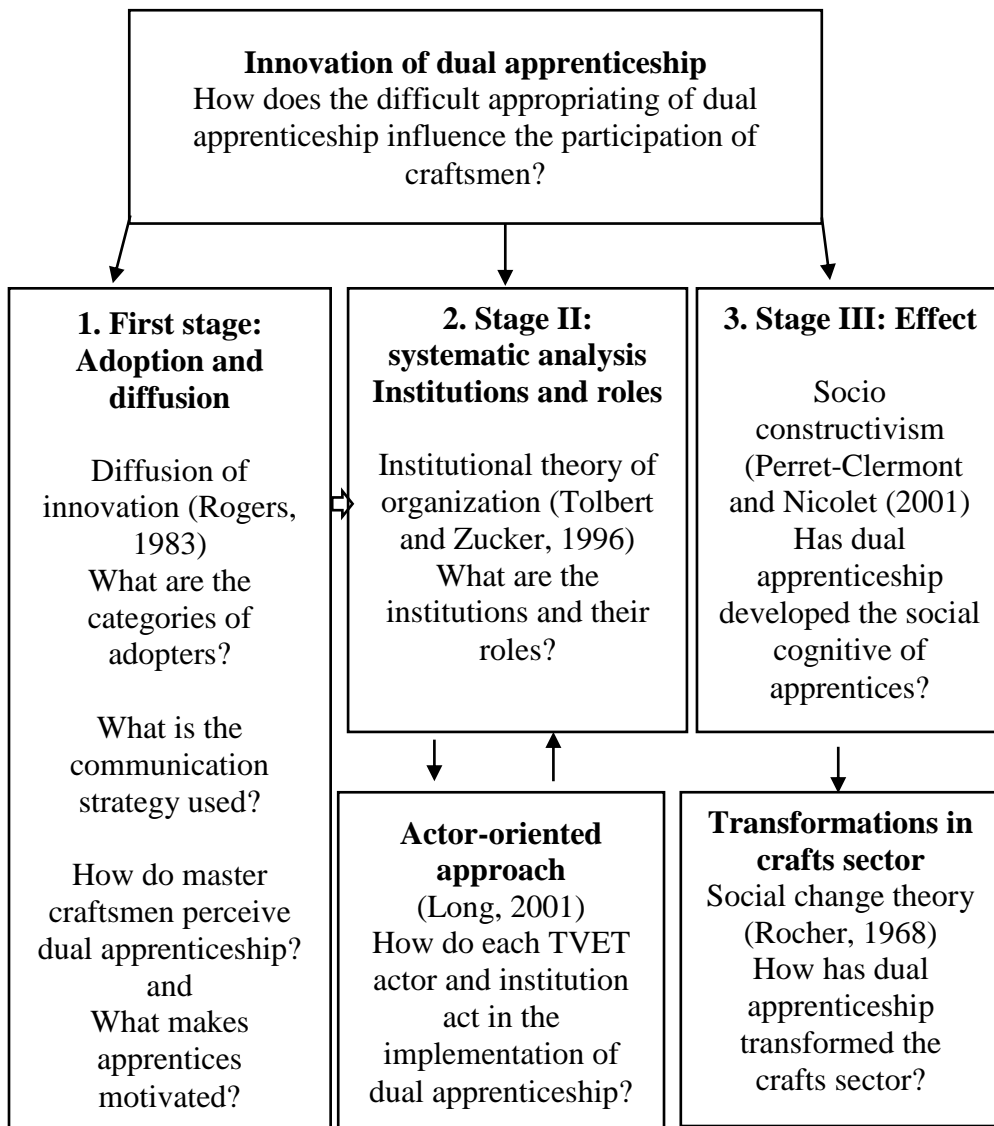 Innovation of dual apprenticeship
How does the difficult appropriating of dual
apprenticeship influence the participation of
craftsmen?
1. First stage:
Adoption and
diffusion
Diffusion of
innovation (Rogers,
1983)
What are the
categories of
adopters?
What is the
communication
strategy used?
How do master
craftsmen perceive
dual apprenticeship?
and
What makes
apprentices
motivated?
2. Stage II:
systematic analysis
Institutions and roles
Institutional theory of
organization (Tolbert
and Zucker, 1996)
What are the
institutions and their
roles?
Actor-oriented
approach
(Long, 2001)
How do each TVET
actor and institution
act in the
implementation of
dual apprenticeship?
3. Stage III: Effect
Socio
constructivism
(Perret-Clermont
and Nicolet (2001)
Has dual
apprenticeship
developed the social
cognitive of
apprentices?
Transformations in
crafts sector
Social change theory
(Rocher, 1968)
How has dual
apprenticeship
transformed the
crafts sector?